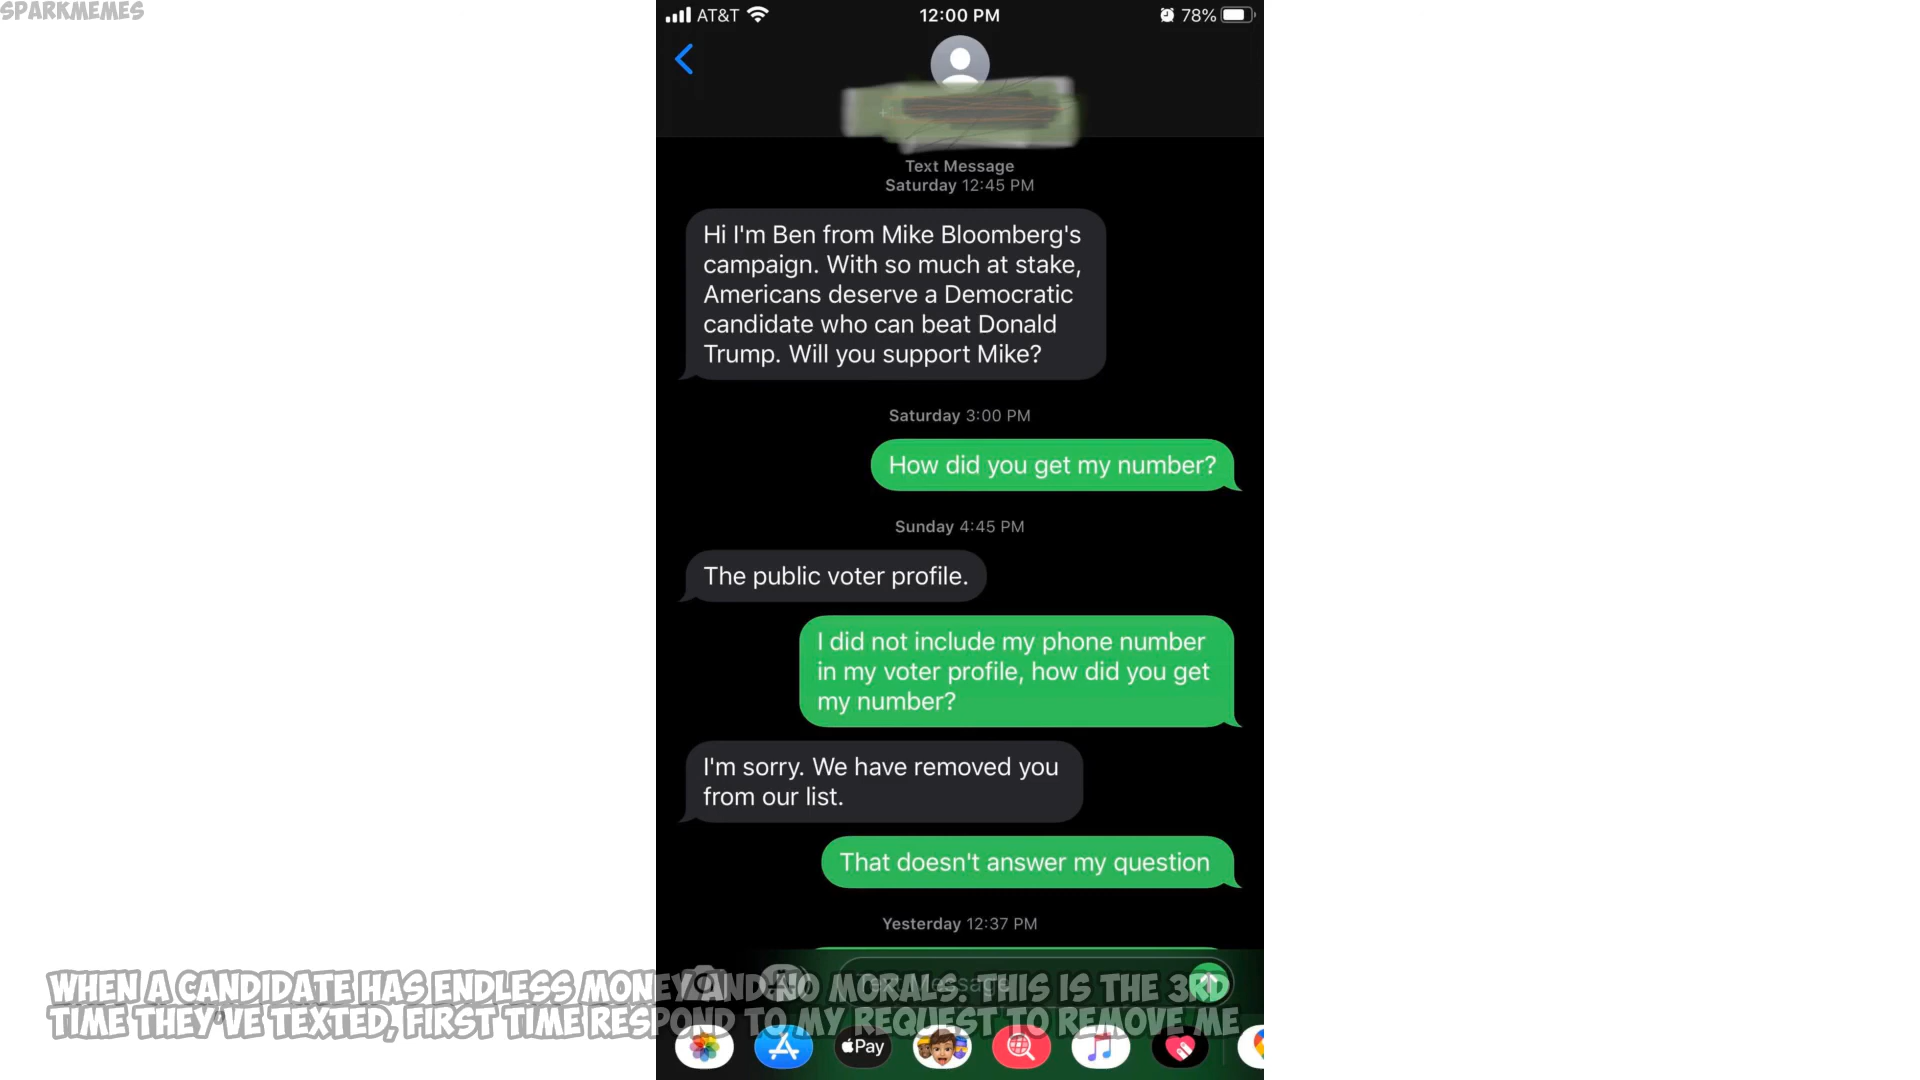 SPARKMEMES
AT&T
12:00 PM
78%
Text Message
Saturday 12:45 PM
Hi I'm Ben from Mike Bloomberg's
campaign. With so much at stake,
Americans deserve a Democratic
candidate who can beat Donald
Trump. Will you support Mike?
Saturday 3:00 PM
How did you get my number?
Sunday 4:45 PM
The public voter profile.
I did not include my phone number
in my voter profile, how did you get
my number?
I'm sorry. We have removed you
from our list.
That doesn't answer my question
Yesterday 12:37 PM
Text Message
WHEN A CANDIDATE HAS ENDLESS MONEY AND NO MORALS. THIS IS THE 3RD
TIME THEY'VE TEXTED, FIRST TIME RESPOND TO MY REQUEST TO REMOVE ME
Pay